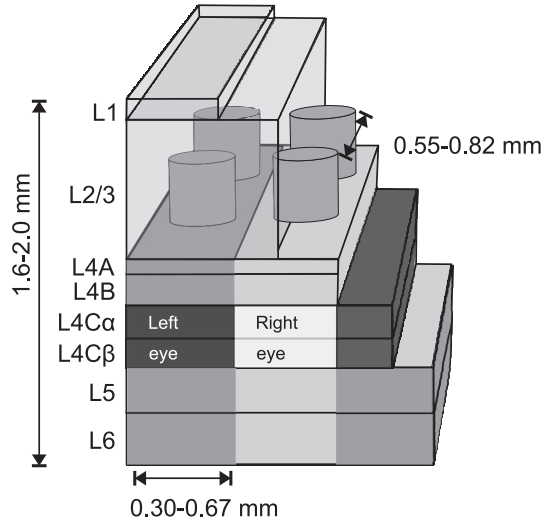 L1
0.55-0.82 mm
L2/3
1.6-2.0 mm
L4A
L4B
L4Cα Left Right
L4Cβ eye eye
L5
L6
0.30-0.67 mm